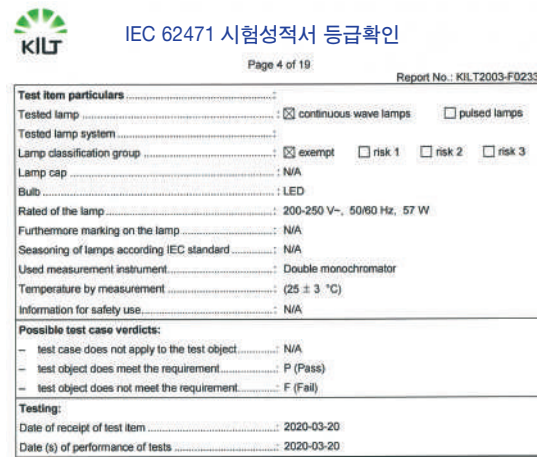 KILT
IEC 62471 시험성적서 등급확인
Page 4 of 19
Report No.: KILT2003-F0233
Test item particulars ........................................:
Tested lamp ........................................: ☒ continuous wave lamps ☐ pulsed lamps
Tested lamp system ........................................:
Lamp classification group ........................................: ☒ exempt ☐ risk 1 ☐ risk 2 ☐ risk 3
Lamp cap ........................................: N/A
Bulb ........................................: LED
Rated of the lamp ........................................: 200-250 V~, 50/60 Hz, 57 W
Furthermore marking on the lamp ........................: N/A
Seasoning of lamps according IEC standard ............: N/A
Used measurement instrument ............................: Double monochromator
Temperature by measurement ............................: (25 ± 3 °C)
Information for safety use ............................: N/A
Possible test case verdicts:
– test case does not apply to the test object ............: N/A
– test object does meet the requirement ................: P (Pass)
– test object does not meet the requirement ............: F (Fail)
Testing:
Date of receipt of test item ............................: 2020-03-20
Date (s) of performance of tests ........................: 2020-03-20